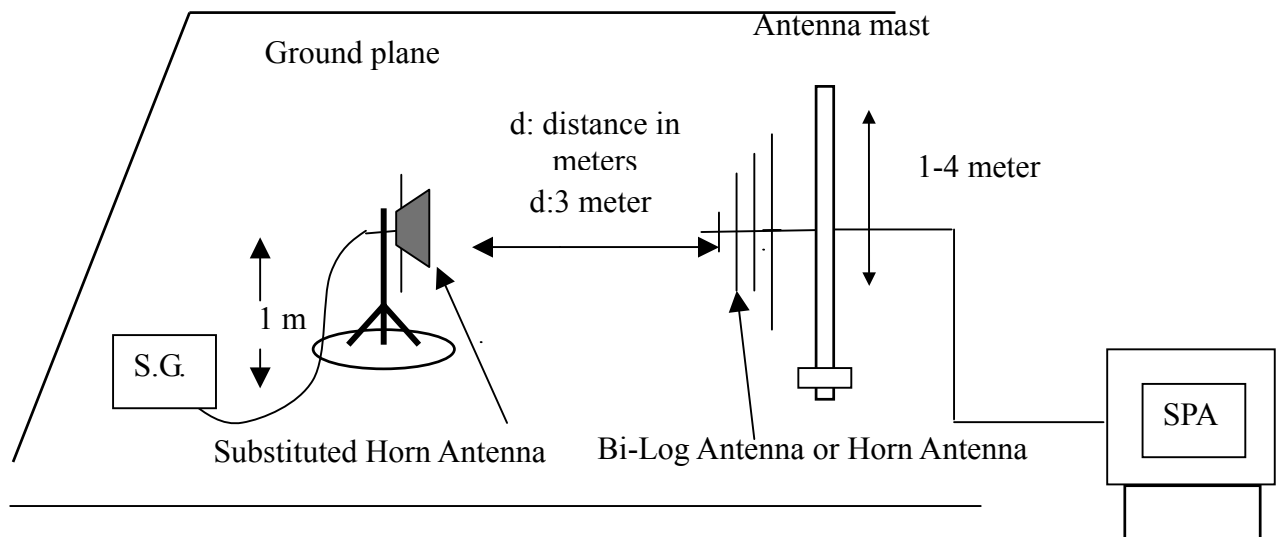 Antenna mast
Ground plane
d: distance in
meters
d:3 meter
1-4 meter
1 m
S.G.
SPA
Substituted Horn Antenna
Bi-Log Antenna or Horn Antenna